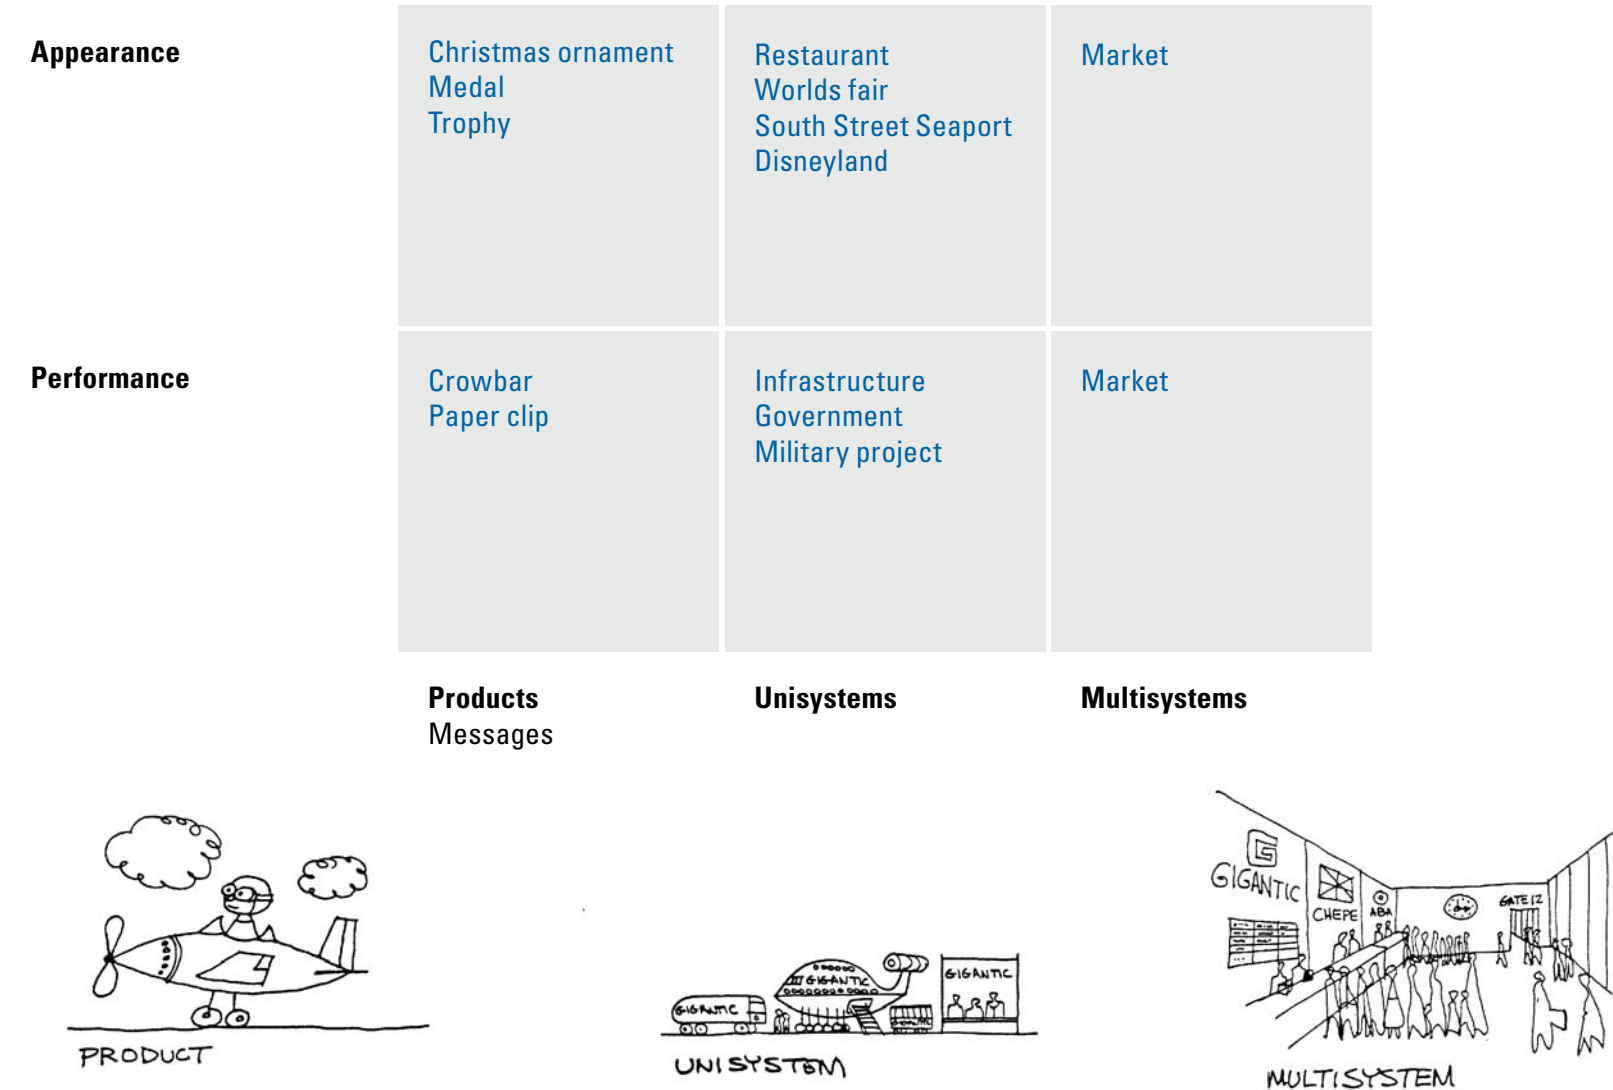 Appearance
Christmas ornament
Medal
Trophy
Restaurant
Worlds fair
South Street Seaport
Disneyland
Market
Performance
Crowbar
Paper clip
Infrastructure
Government
Military project
Market
Products
Messages
Unisystems
Multisystems
PRODUCT
GIGANTIC
GIGANTIC
GIGANTIC
UNISYSTEM
G
GIGANTIC
CHEPE
ABA
GATE 12
MULTISYSTEM